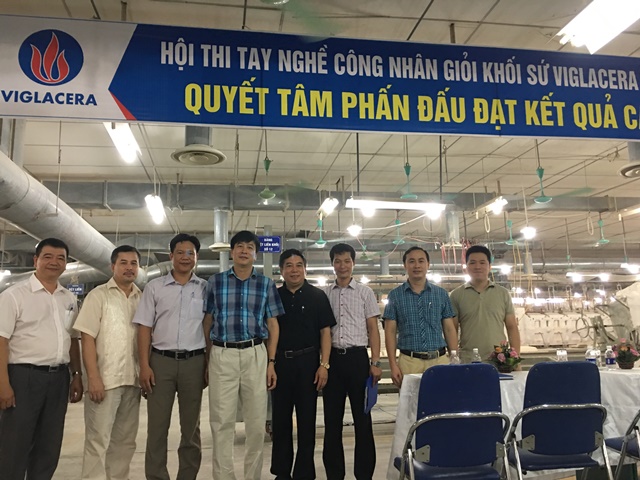 VIGLACERA
HỘI THI TAY NGHỀ CÔNG NHÂN GIỎI KHỐI SỨ VIGLACERA
QUYẾT TÂM PHẤN ĐẤU ĐẠT KẾT QUẢ